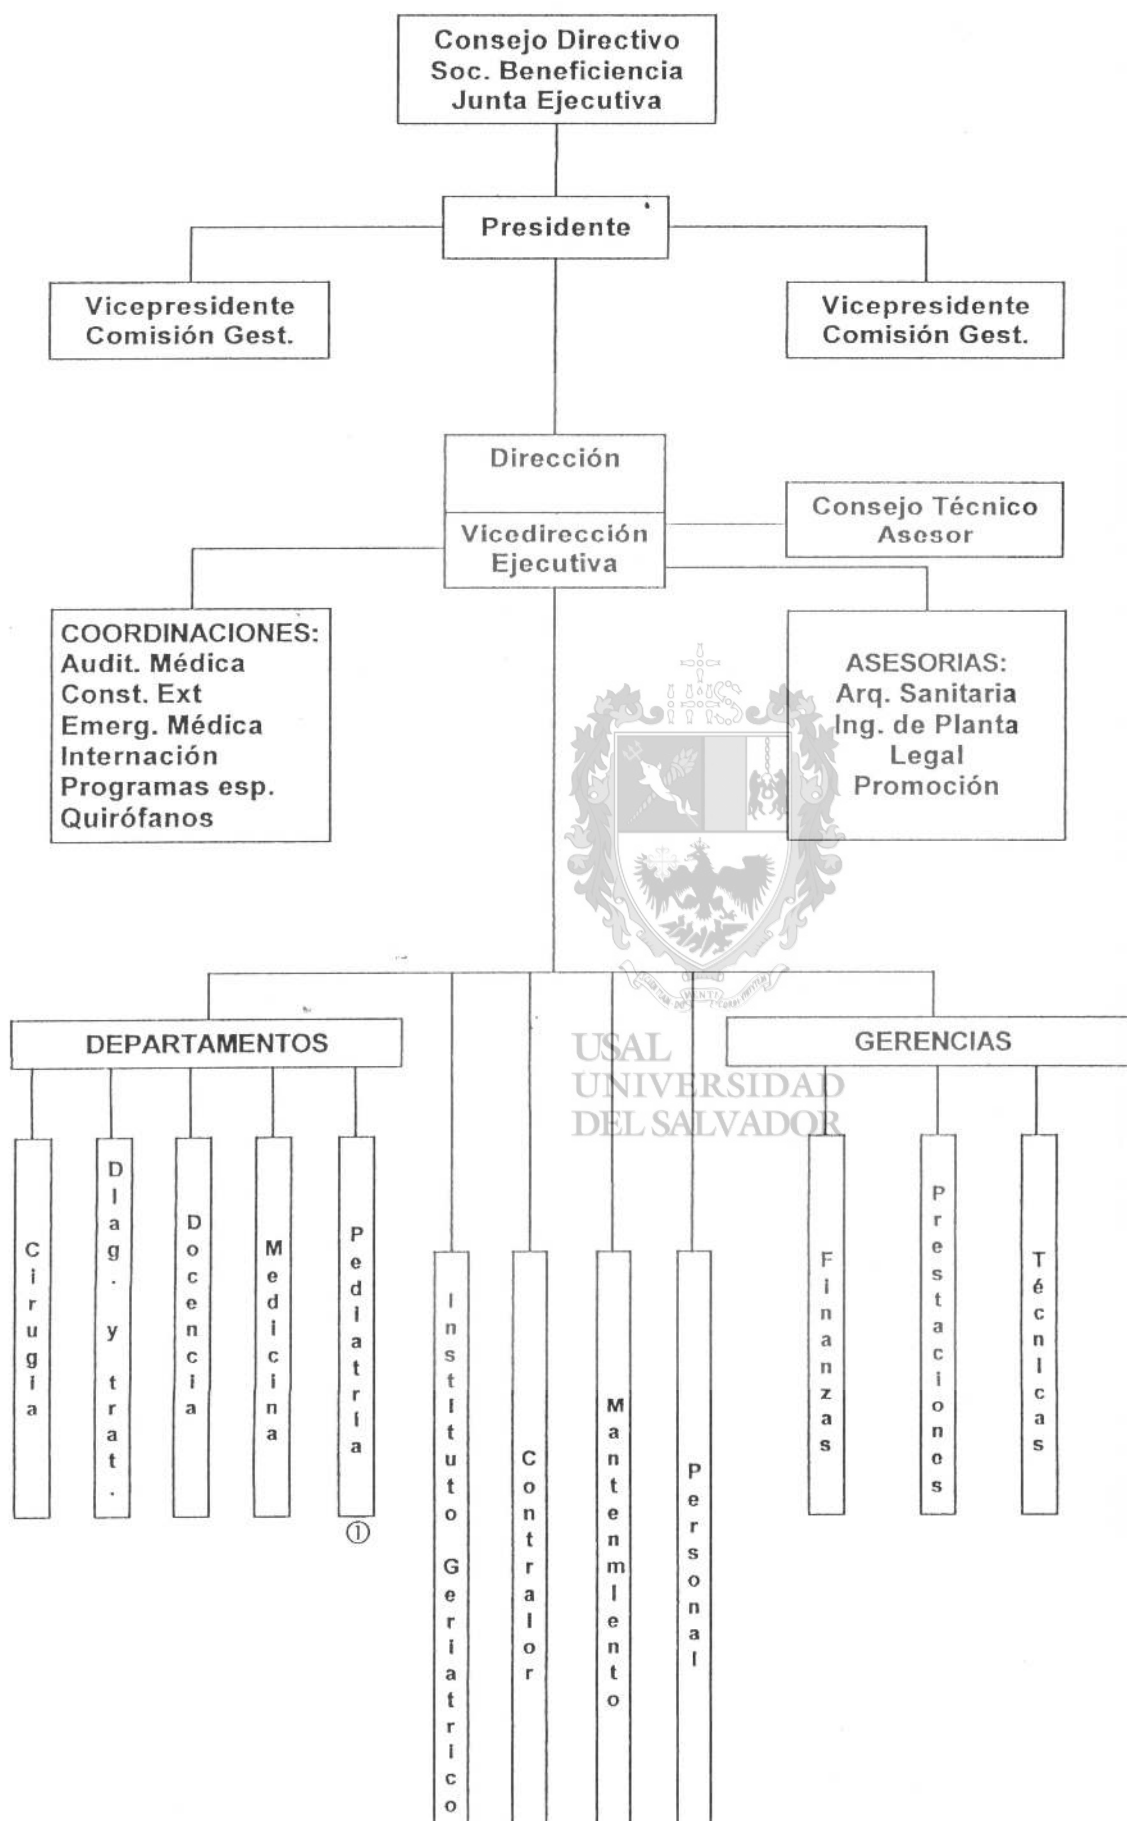 Consejo Directivo
Soc. Beneficiencia
Junta Ejecutiva
Presidente
Vicepresidente
Comisión Gest.
Vicepresidente
Comisión Gest.
Dirección
Vicedirección
Ejecutiva
Consejo Técnico
Asesor
COORDINACIONES:
Audit. Médica
Const. Ext
Emerg. Médica
Internación
Programas esp.
Quirófanos
ASESORIAS:
Arq. Sanitaria
Ing. de Planta
Legal
Promoción
IHS
DEPARTAMENTOS
GERENCIAS
USAL
UNIVERSIDAD
DEL SALVADOR
Cirugía
Diag. y trat.
Docencia
Medicina
Pediatría
①
Instituto Geriatrico
Contralor
Mantenmiento
Personal
Finanzas
Prestaciones
Técnicas